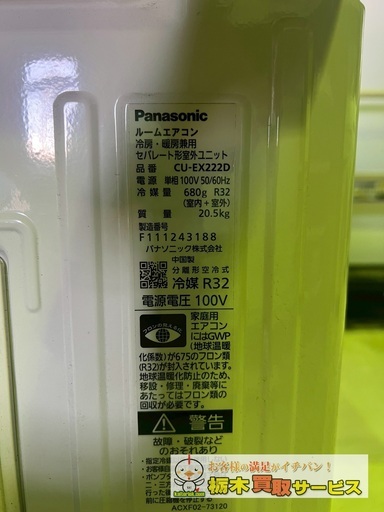 Panasonic
ルームエアコン
冷房・暖房兼用
セパレート形室外ユニット
品番 CU-EX222D
電源 単相100V 50/60Hz
冷媒量 680g R32
(室内+室外)
質量 20.5kg
製造番号
F111243188
パナソニック株式会社
中国製
分離形空冷式
冷媒 R32
電源電圧 100V
フロンの見える化
家庭用
エアコン
にはGWP
(地球温暖
化係数)が675のフロン類
(R32)が封入されています。
地球温暖化防止のため、
移設・修理・廃棄等に
あたってはフロン類の
回収が必要です。
警告
故障・破裂など
のおそれあり
お客様の満足がイチバン!
栃木買取サービス
ACXF02-73120